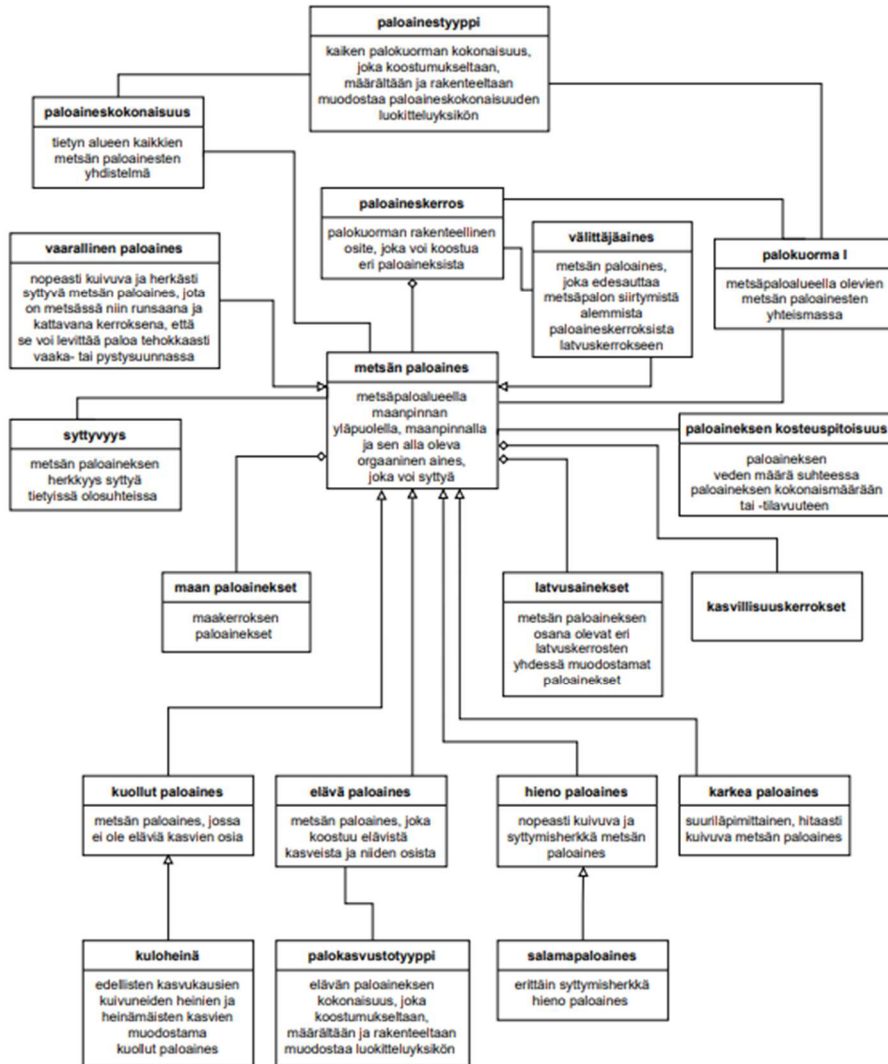 paloainestyyppi
kaiken palokuorman kokonaisuus,
joka koostumukseltaan,
määrältään ja rakenteeltaan
muodostaa paloaineskokonaisuuden
luokitteluyksikön
paloaineskokonaisuus
tietyn alueen kaikkien
metsän paloainesten
yhdistelmä
paloaineskerros
palokuorman rakenteellinen
osite, joka voi koostua
eri paloaineksista
välittäjäaines
metsän paloaines,
joka edesauttaa
metsäpalon siirtymistä
alemmista
paloaineskerroksista
latvuskerrokseen
palokuorma I
metsäpaloalueella olevien
metsän paloainesten
yhteismassa
vaarallinen paloaines
nopeasti kuivuva ja herkästi
syttyvä metsän paloaines, jota
on metsässä niin runsaana ja
kattavana kerroksena, että
se voi levittää paloa tehokkaasti
vaaka- tai pystysuunnassa
metsän paloaines
metsäpaloalueella
maanpinnan
yläpuolella, maanpinnalla
ja sen alla oleva
orgaaninen aines,
joka voi syttyä
syttyvyys
metsän paloaineksen
herkkyys syttyä
tietyissä olosuhteissa
paloaineksen kosteuspitoisuus
paloaineksen
veden määrä suhteessa
paloaineksen kokonaismäärään
tai -tilavuuteen
maan paloainekset
maakerroksen
paloainekset
latvusainekset
metsän paloaineksen
osana olevat eri
latvuskerrosten
yhdessä muodostamat
paloainekset
kasvillisuuskerrokset
kuollut paloaines
metsän paloaines, jossa
ei ole eläviä kasvien osia
elävä paloaines
metsän paloaines, joka
koostuu elävistä
kasveista ja niiden osista
hieno paloaines
nopeasti kuivuva ja
syttymisherkkä metsän
paloaines
karkea paloaines
suuriläpimittainen, hitaasti
kuivuva metsän paloaines
kuloheinä
edellisten kasvukausien
kuivuneiden heinien ja
heinämäisten kasvien
muodostama
kuollut paloaines
palokasvustotyyppi
elävän paloaineksen
kokonaisuus, joka
koostumukseltaan,
määrältään ja rakenteeltaan
muodostaa luokitteluyksikön
salamapaloaines
erittäin syttymisherkkä
hieno paloaines